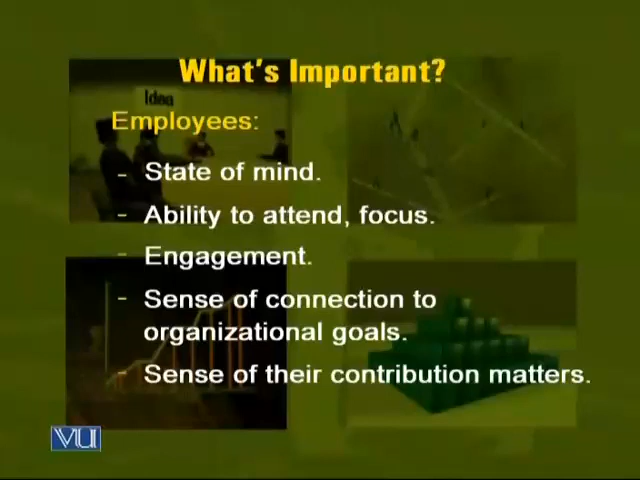 What's Important?
Idea
Employees:
- State of mind.
- Ability to attend, focus.
- Engagement.
- Sense of connection to
organizational goals.
- Sense of their contribution matters.
VU